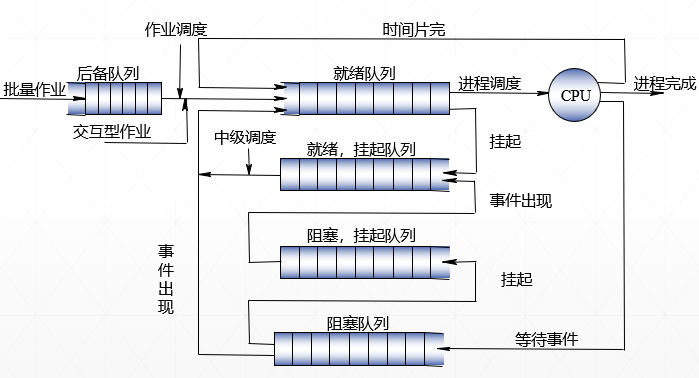 作业调度
时间片完
后备队列
就绪队列
批量作业
进程调度
CPU
进程完成
交互型作业
中级调度
挂起
就绪，挂起队列
事件出现
阻塞，挂起队列
事件出现
挂起
阻塞队列
等待事件